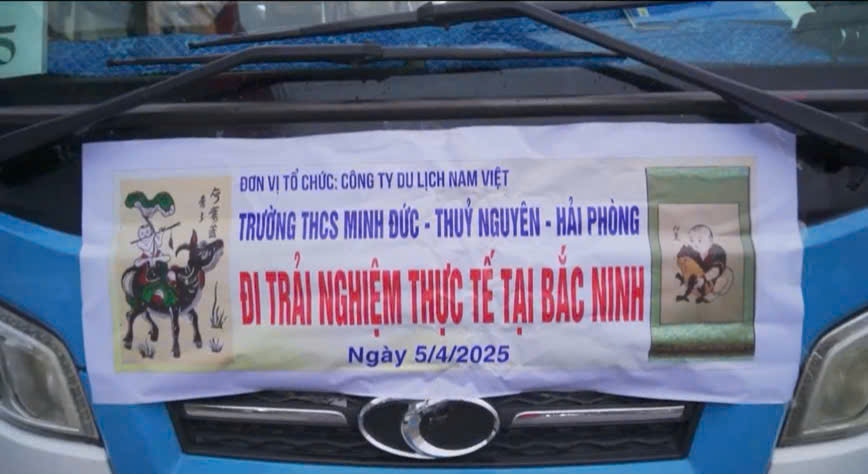 5
ĐƠN VỊ TỔ CHỨC: CÔNG TY DU LỊCH NAM VIỆT
TRƯỜNG THCS MINH ĐỨC - THUỶ NGUYÊN - HẢI PHÒNG
ĐI TRẢI NGHIỆM THỰC TẾ TẠI BẮC NINH
Ngày 5/4/2025